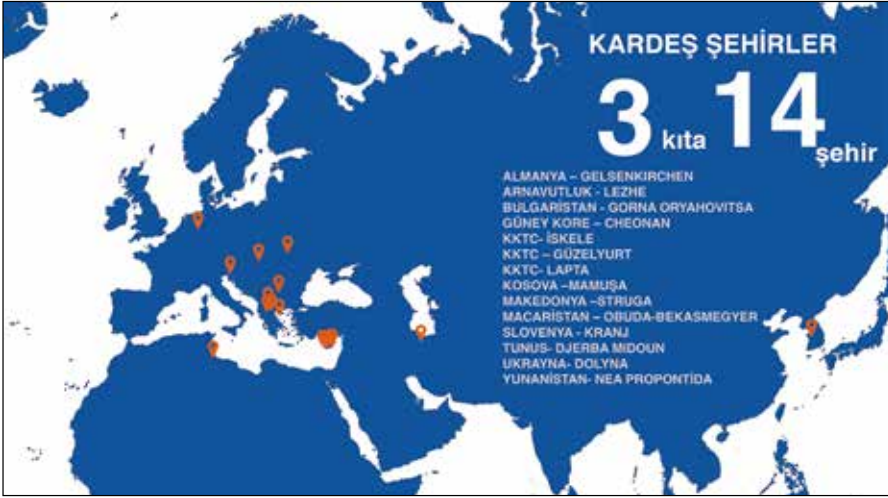 KARDEŞ ŞEHİRLER
3 kıta 14 şehir
ALMANYA – GELSENKIRCHEN
ARNAVUTLUK - LEZHE
BULGARİSTAN - GORNA ORYAHOVITSA
GÜNEY KORE – CHEONAN
KKTC- İSKELE
KKTC – GÜZELYURT
KKTC- LAPTA
KOSOVA –MAMUŞA
MAKEDONYA –STRUGA
MACARİSTAN – OBUDA-BEKASMEGYER
SLOVENYA - KRANJ
TUNUS- DJERBA MIDOUN
UKRAYNA- DOLYNA
YUNANİSTAN- NEA PROPONTİDA